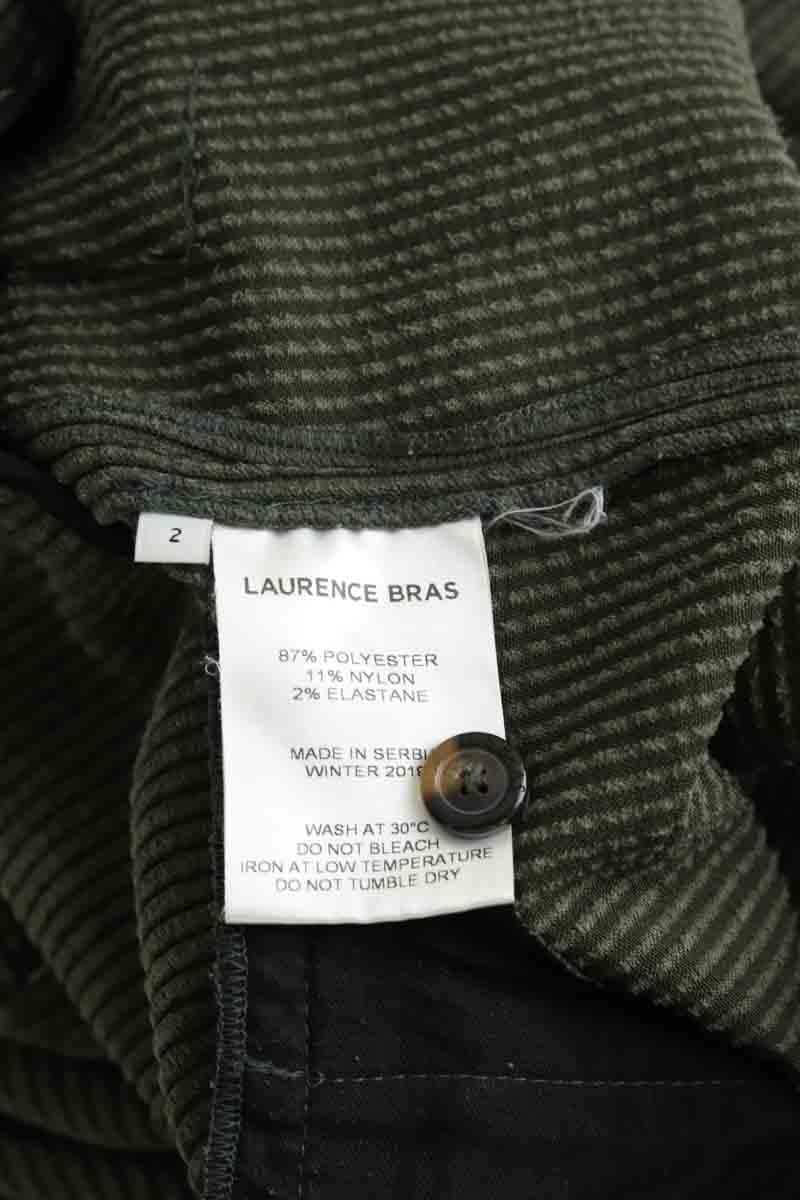 2
LAURENCE BRAS
87% POLYESTER
11% NYLON
2% ELASTANE
MADE IN
WINTER
WASH AT 30°C
DO NOT BLEACH
IRON AT LOW TEMPERATURE
DO NOT TUMBLE DRY